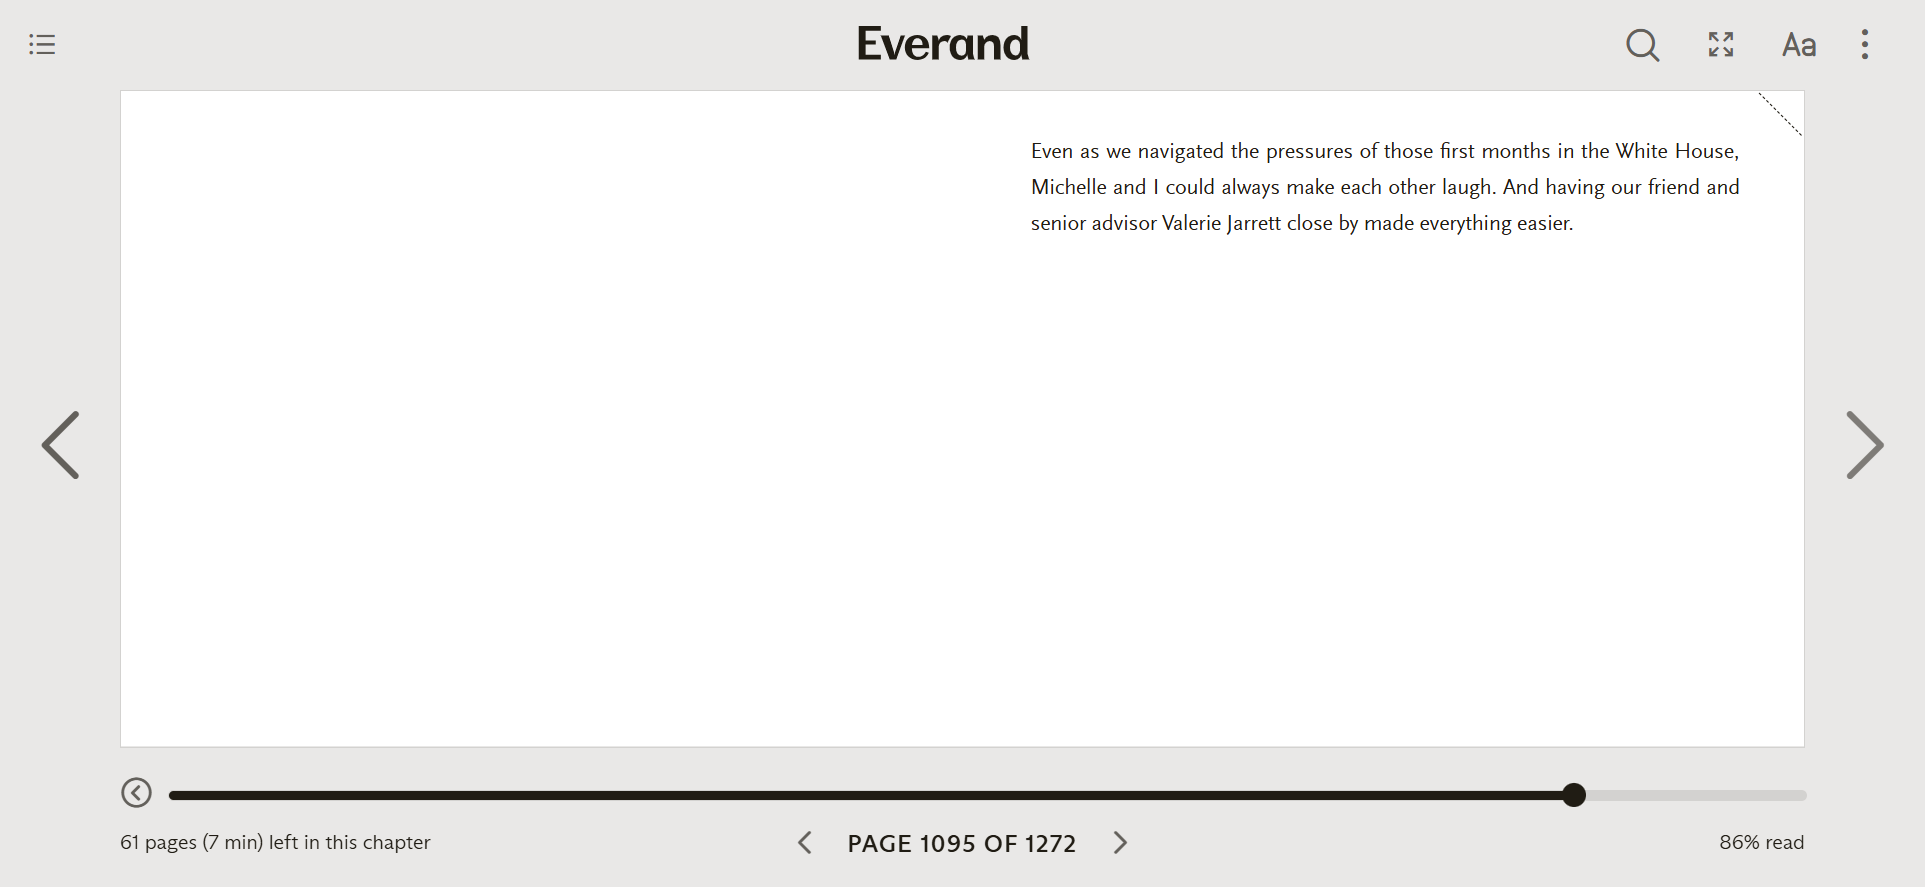 Everand
Aa
Even as we navigated the pressures of those first months in the White House,
Michelle and I could always make each other laugh. And having our friend and
senior advisor Valerie Jarrett close by made everything easier.
61 pages (7 min) left in this chapter
PAGE 1095 OF 1272
86% read